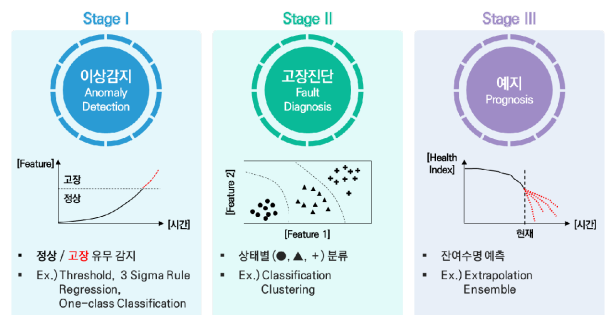 Stage I
이상감지
Anomaly
Detection
[Feature]
고장
정상
[시간]
▪ 정상 / 고장 유무 감지
▪ Ex.) Threshold, 3 Sigma Rule
Regression,
One-class Classification
Stage II
고장진단
Fault
Diagnosis
[Feature 2]
[Feature 1]
▪ 상태별 (●, ▲, +) 분류
▪ Ex.) Classification
Clustering
Stage III
예지
Prognosis
[Health
Index]
현재
[시간]
▪ 잔여수명 예측
▪ Ex.) Extrapolation
Ensemble